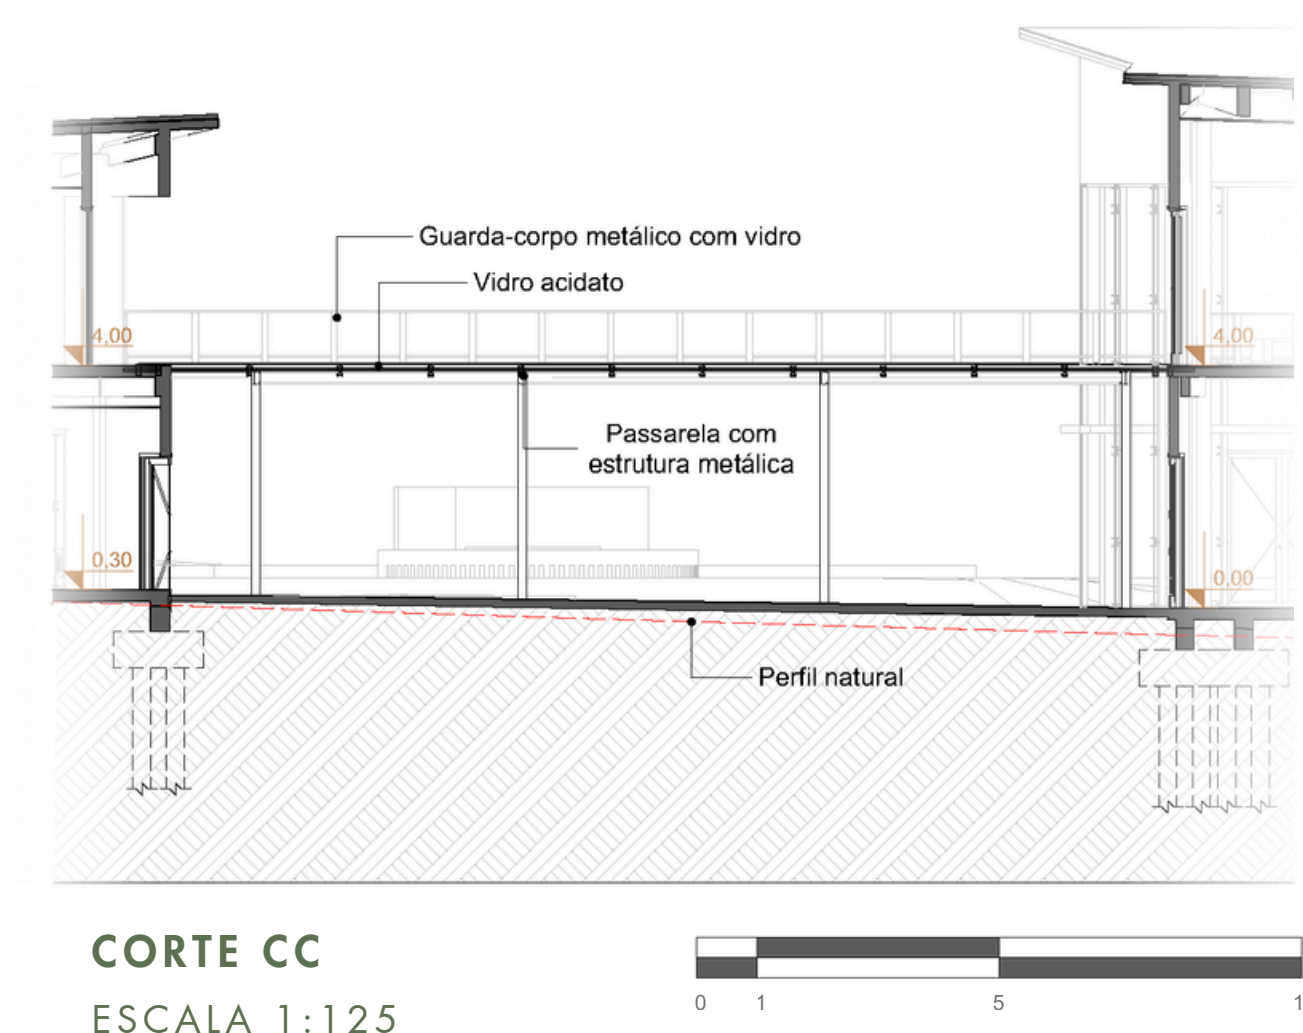 Guarda-corpo metálico com vidro
Vidro acidato
4,00
4,00
Passarela com
estrutura metálica
0,30
0,00
Perfil natural
CORTE CC
ESCALA 1:125
0 1 5 1